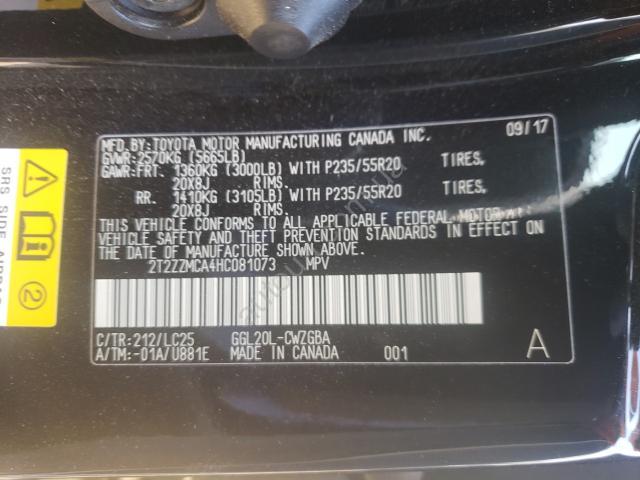 MFD.BY:TOYOTA MOTOR MANUFACTURING CANADA INC. 09/17
GVWR:2570KG (5665LB)
GAWR:FRT. 1360KG (3000LB) WITH P235/55R20 TIRES,
20X8J RIMS.
RR. 1410KG (3105LB) WITH P235/55R20 TIRES,
20X8J RIMS.
THIS VEHICLE CONFORMS TO ALL APPLICABLE FEDERAL MOTOR
VEHICLE SAFETY AND THEFT PREVENTION STANDARDS IN EFFECT ON
THE DATE OF MANUFACTURE SHOWN ABOVE.
2T2ZZMCA4HC081073 MPV
C/TR:212/LC25 GGL20L-CWZGBA
A/TM:-01A/U881E MADE IN CANADA 001 A
SRS SIDE
2